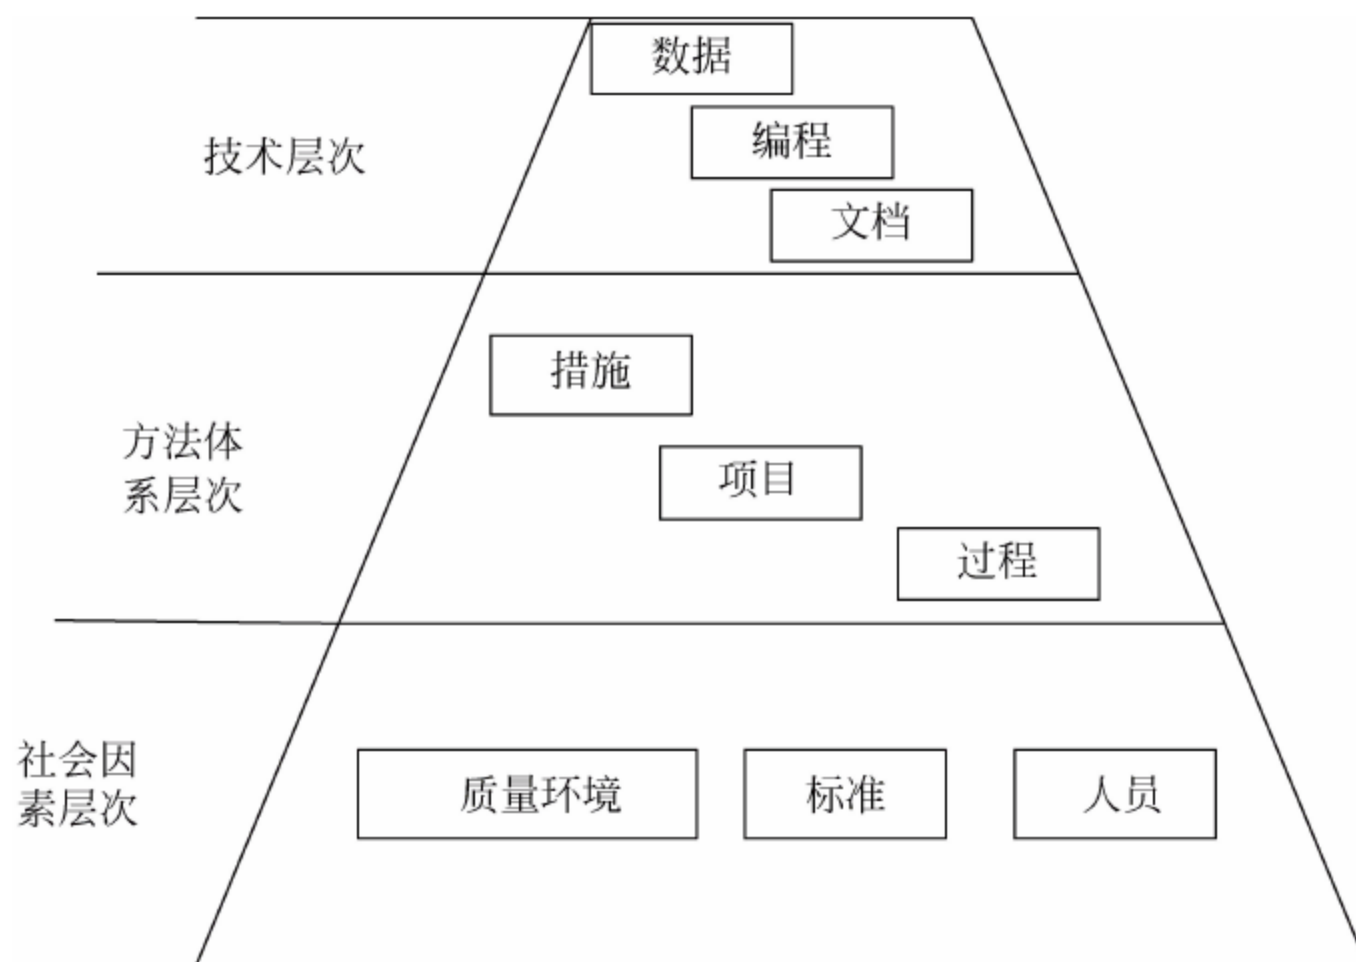 数据
编程
技术层次
文档
措施
方法体
系层次
项目
过程
社会因
素层次
质量环境
标准
人员